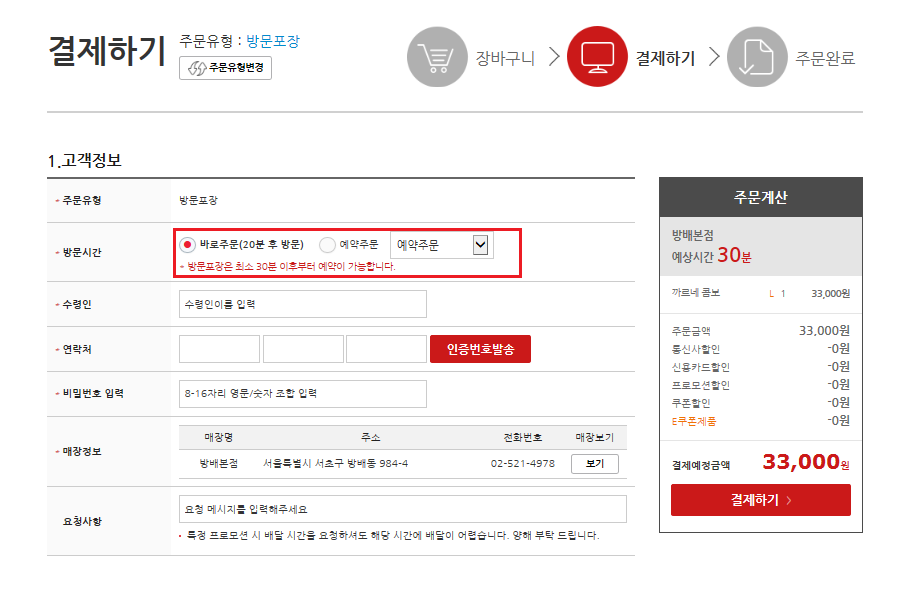 결제하기
주문유형 : 방문포장
주문유형변경
장바구니
결제하기
주문완료
1.고객정보
주문유형
방문포장
방문시간
바로주문(20분 후 방문)
예약주문
예약주문
* 방문포장은 최소 30분 이후부터 예약이 가능합니다.
수령인
수령인이름 입력
연락처
인증번호발송
비밀번호 입력
8-16자리 영문/숫자 조합 입력
매장정보
매장명 주소 전화번호 매장보기
방배본점 서울특별시 서초구 방배동 984-4 02-521-4978 보기
요청사항
요청 메시지를 입력해주세요
• 특정 프로모션 시 배달 시간을 요청하셔도 해당 시간에 배달이 어렵습니다. 양해 부탁 드립니다.
주문계산
방배본점
예상시간 30분
까르네 콤보 L 1 33,000원
주문금액 33,000원
통신사할인 -0원
신용카드할인 -0원
프로모션할인 -0원
쿠폰할인 -0원
E쿠폰제품 -0원
결제예정금액 33,000원
결제하기